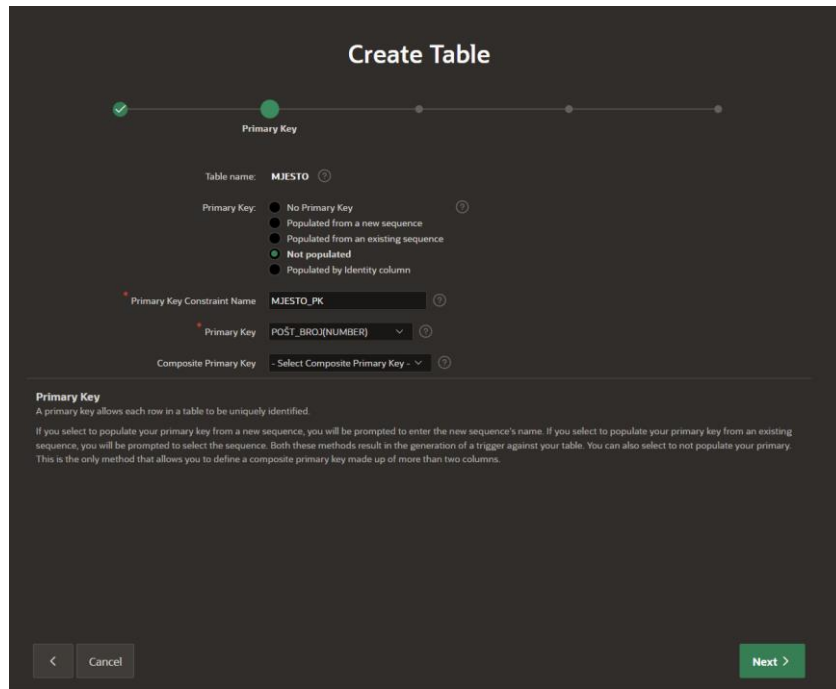 Create Table
Primary Key
Table name: MJESTO ?
Primary Key: No Primary Key ?
Populated from a new sequence
Populated from an existing sequence
Not populated
Populated by Identity column
* Primary Key Constraint Name MJESTO_PK ?
* Primary Key POŠT_BROJ(NUMBER) ?
Composite Primary Key - Select Composite Primary Key - ?
Primary Key
A primary key allows each row in a table to be uniquely identified.
If you select to populate your primary key from a new sequence, you will be prompted to enter the new sequence's name. If you select to populate your primary key from an existing
sequence, you will be prompted to select the sequence. Both these methods result in the generation of a trigger against your table. You can also select to not populate your primary.
This is the only method that allows you to define a composite primary key made up of more than two columns.
< Cancel Next >